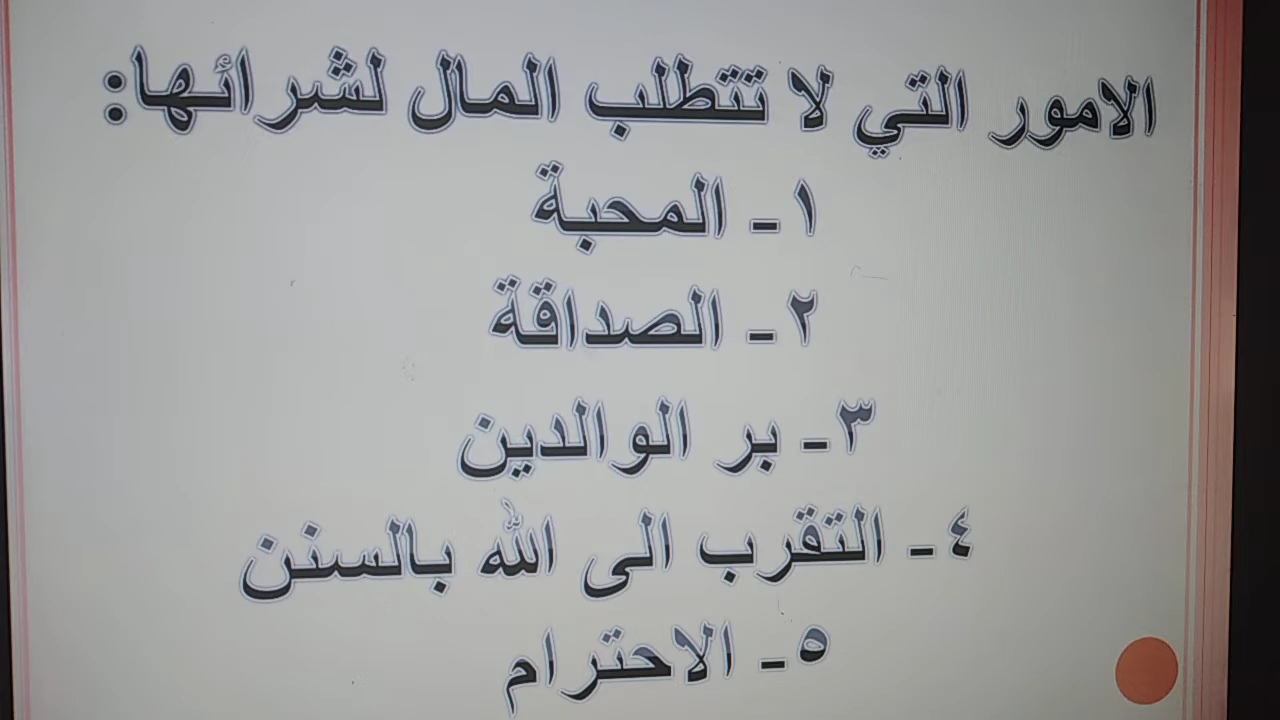 الامور التي لا تتطلب المال لشرائها:
١- المحبة
٢- الصداقة
٣- بر الوالدين
٤- التقرب الى الله بالسنن
٥- الاحترام